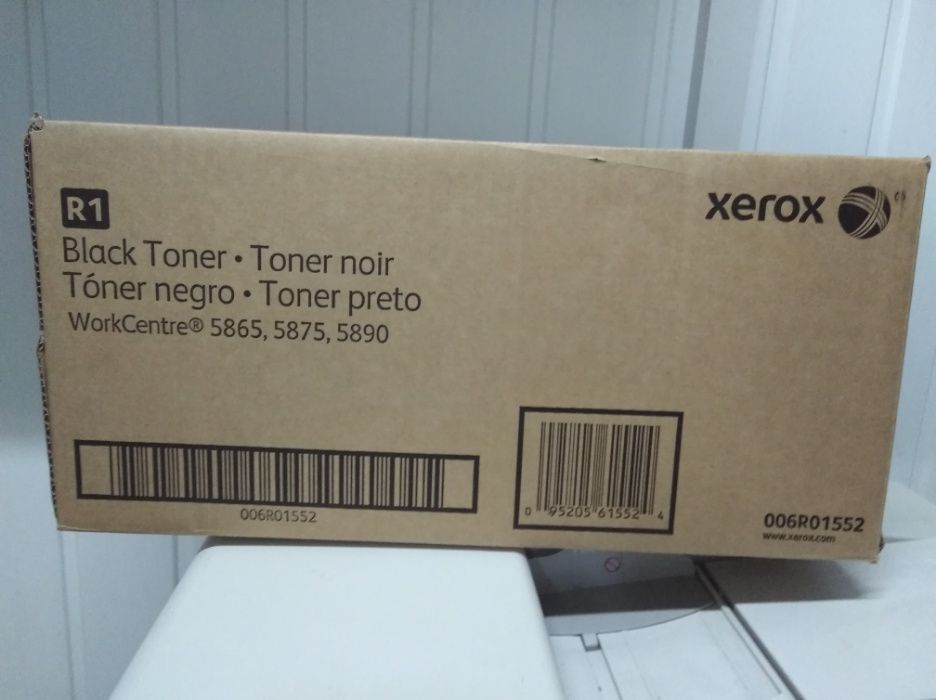 R1
xerox
Black Toner • Toner noir
Tóner negro • Toner preto
WorkCentre® 5865, 5875, 5890
006R01552
0 95205 61552 4
006R01552
www.xerox.com